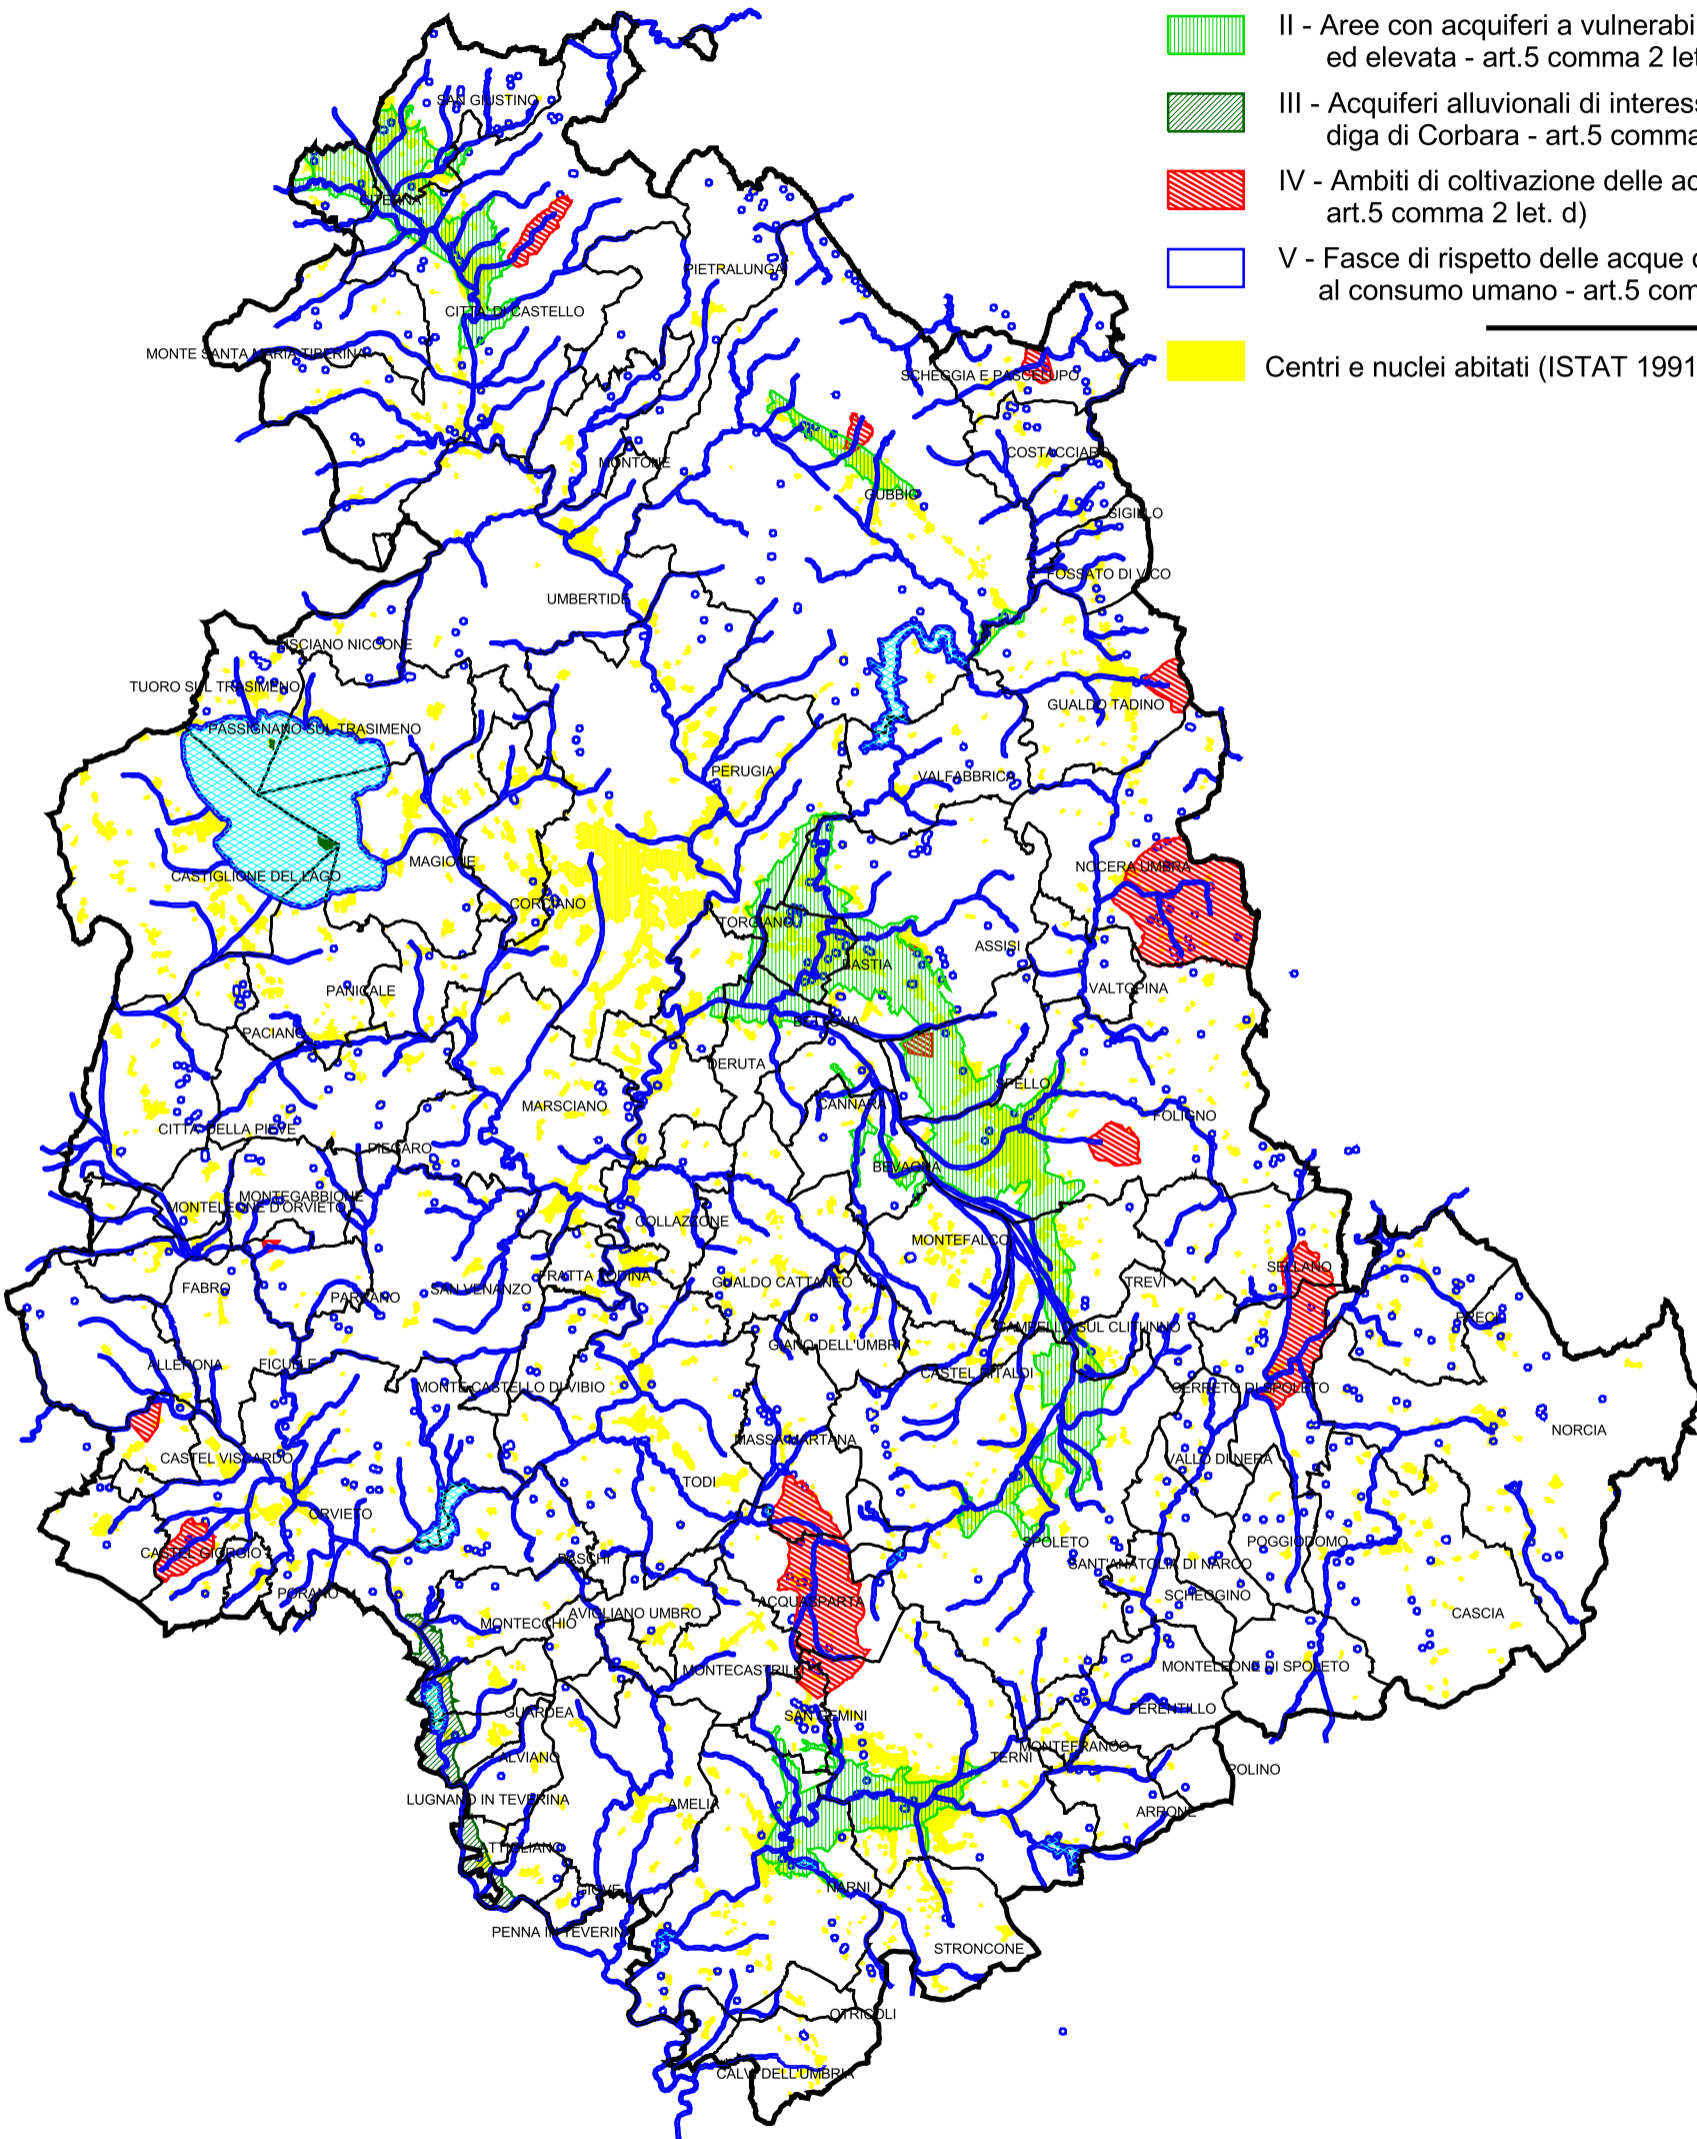 II - Aree con acquiferi a vulnerabi
ed elevata - art.5 comma 2 let
III - Acquiferi alluvionali di interess
diga di Corbara - art.5 comma
IV - Ambiti di coltivazione delle ac
art.5 comma 2 let. d)
V - Fasce di rispetto delle acque
al consumo umano - art.5 com
Centri e nuclei abitati (ISTAT 1991
SAN GIUSTINO
CITERNA
PIETRALUNGA
CITTA' DI CASTELLO
MONTE SANTA MARIA TIBERINA
SCHEGGIA E PASCELUPO
COSTACCIARO
MONTONE
GUBBIO
SIGILLO
FOSSATO DI VICO
UMBERTIDE
LISCIANO NICCONE
TUORO SUL TRASIMENO
GUALDO TADINO
PASSIGNANO SUL TRASIMENO
PERUGIA
VALFABBRICA
MAGIONE
NOCERA UMBRA
CASTIGLIONE DEL LAGO
CORCIANO
TORGIANO
ASSISI
BASTIA
PANICALE
VALTOPINA
BETTONA
PACIANO
DERUTA
SPELLO
CANNARA
MARSCIANO
FOLIGNO
CITTA' DELLA PIEVE
PIEGARO
BEVAGNA
MONTEGABBIONE
MONTELEONE D'ORVIETO
COLLAZZONE
MONTEFALCO
SELLANO
FRATTA TODINA
GUALDO CATTANEO
TREVI
FABRO
SAN VENANZO
PARRANO
PRECI
CAMPELLO SUL CLITUNNO
GIANO DELL'UMBRIA
ALLERONA
FICULLE
CASTEL RITALDI
MONTE CASTELLO DI VIBIO
CERRETO DI SPOLETO
NORCIA
MASSA MARTANA
CASTEL VISCARDO
VALLO DI NERA
TODI
ORVIETO
SPOLETO
POGGIODOMO
CASTEL GIORGIO
BASCHI
SANT'ANATOLIA DI NARCO
PORANO
SCHEGGINO
ACQUASPARTA
AVIGLIANO UMBRO
CASCIA
MONTECCHIO
MONTECASTRILLI
MONTELEONE DI SPOLETO
FERENTILLO
GUARDEA
SAN GEMINI
MONTEFRANCO
ALVIANO
TERNI
POLINO
LUGNANO IN TEVERINA
AMELIA
ARRONE
ATTIGLIANO
GIOVE
NARNI
PENNA IN TEVERINA
STRONCONE
OTRICOLI
CALVI DELL'UMBRIA